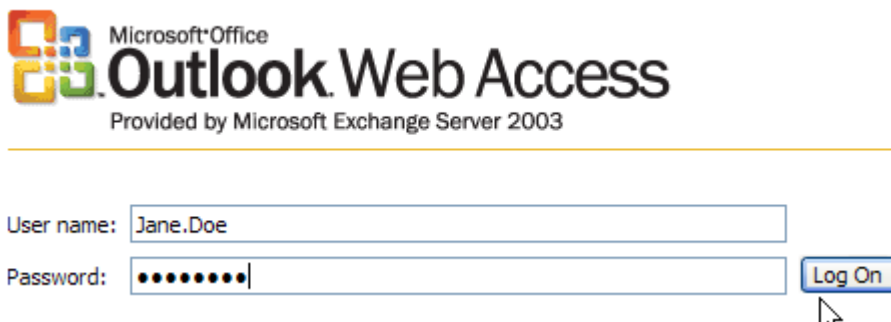 Microsoft® Office
Outlook Web Access
Provided by Microsoft Exchange Server 2003
User name: Jane.Doe
Password: ●●●●●●●●
Log On